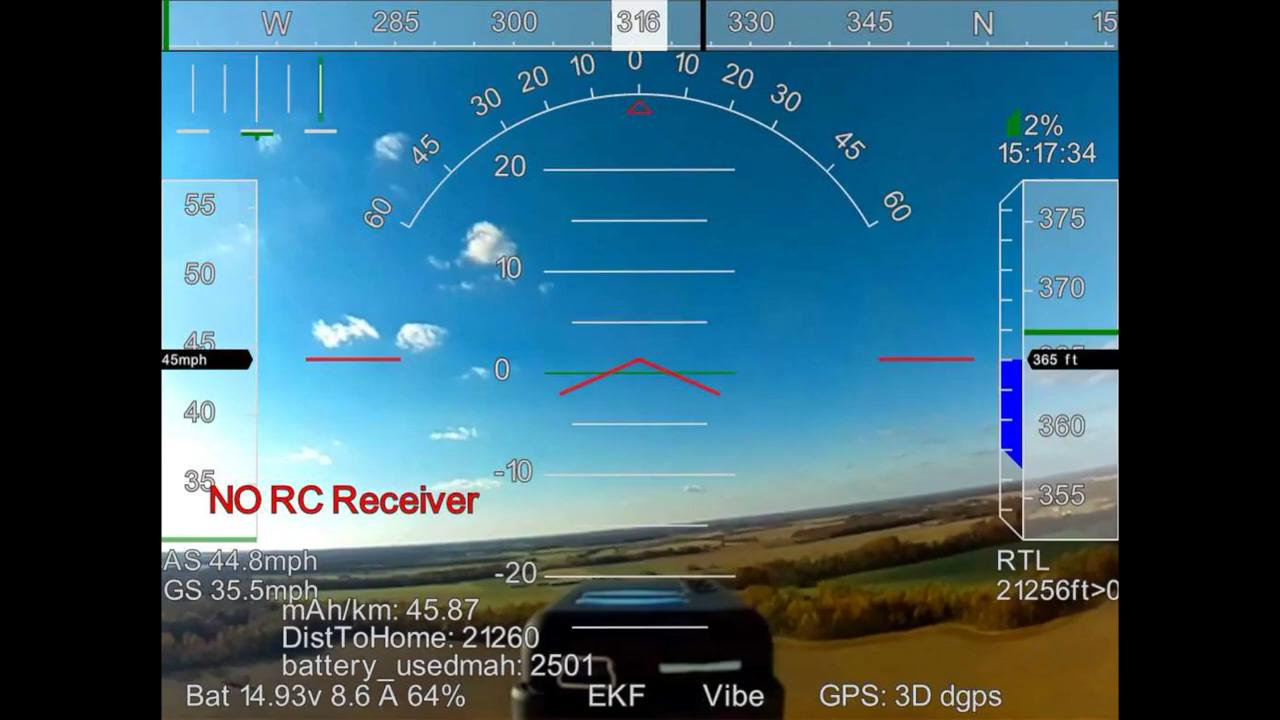 W 285 300 316 330 345 N 15
60 45 30 20 10 0 10 20 30 45 60
2%
15:17:34
20
10
0
-10
-20
55
50
45
45mph
40
35
375
370
365 ft
360
355
NO RC Receiver
AS 44.8mph
GS 35.5mph
mAh/km: 45.87
DistToHome: 21260
battery_usedmah: 2501
Bat 14.93v 8.6 A 64%
EKF
Vibe
GPS: 3D dgps
RTL
21256ft>0